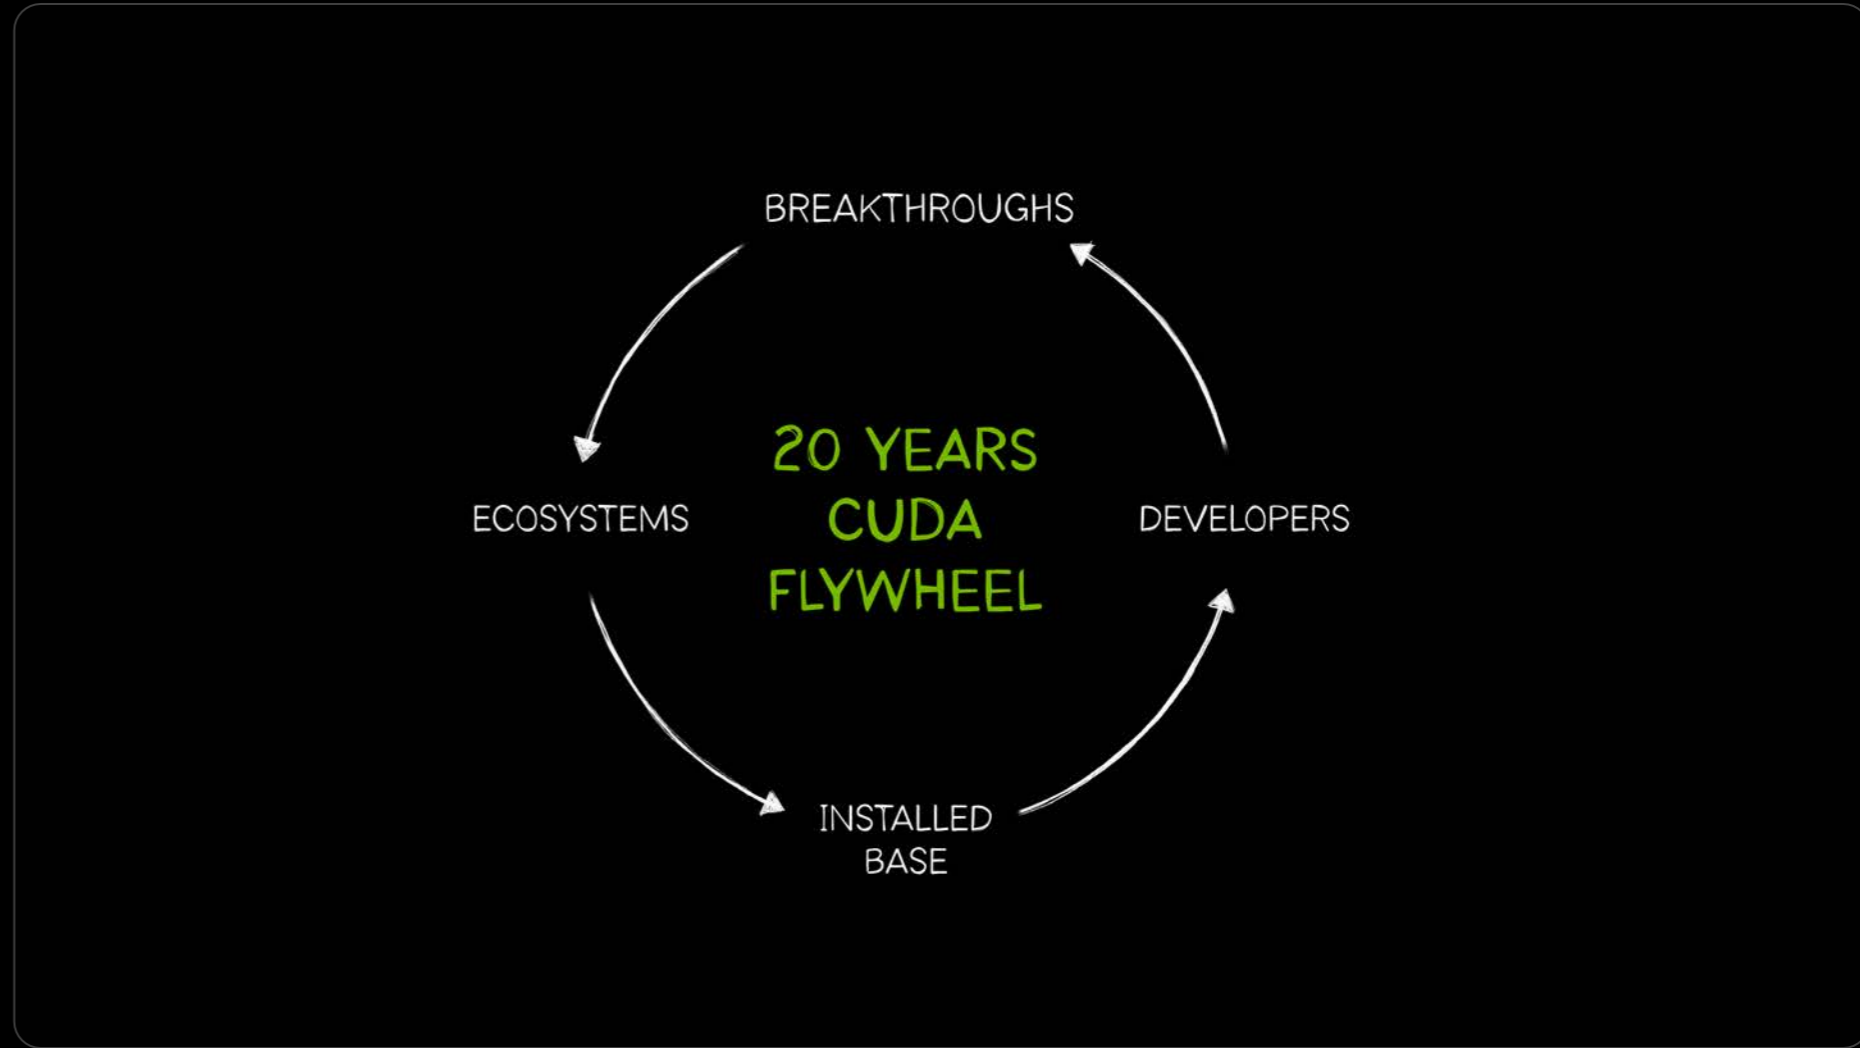 BREAKTHROUGHS
20 YEARS
CUDA
FLYWHEEL
ECOSYSTEMS
DEVELOPERS
INSTALLED
BASE